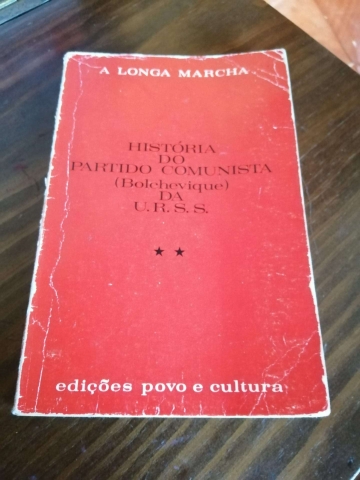 A LONGA MARCHA
HISTÓRIA
DO
PARTIDO COMUNISTA
(Bolchevique)
DA
U.R.S.S.
★ ★
edições povo e cultura